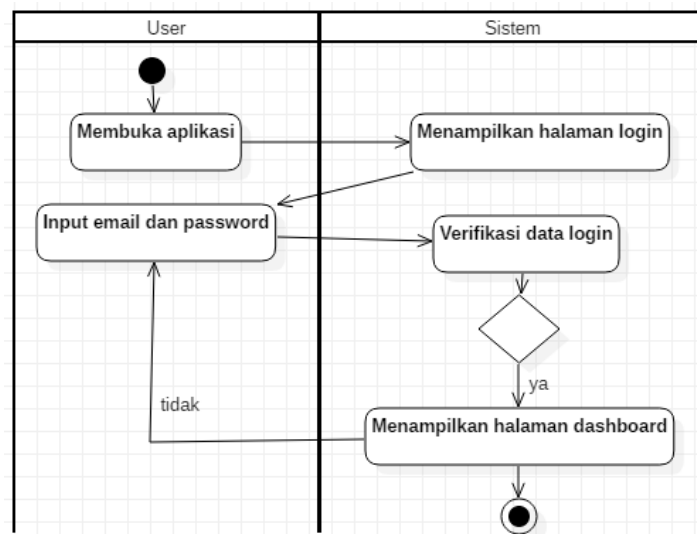 User
Sistem
Membuka aplikasi
Menampilkan halaman login
Input email dan password
Verifikasi data login
ya
tidak
Menampilkan halaman dashboard